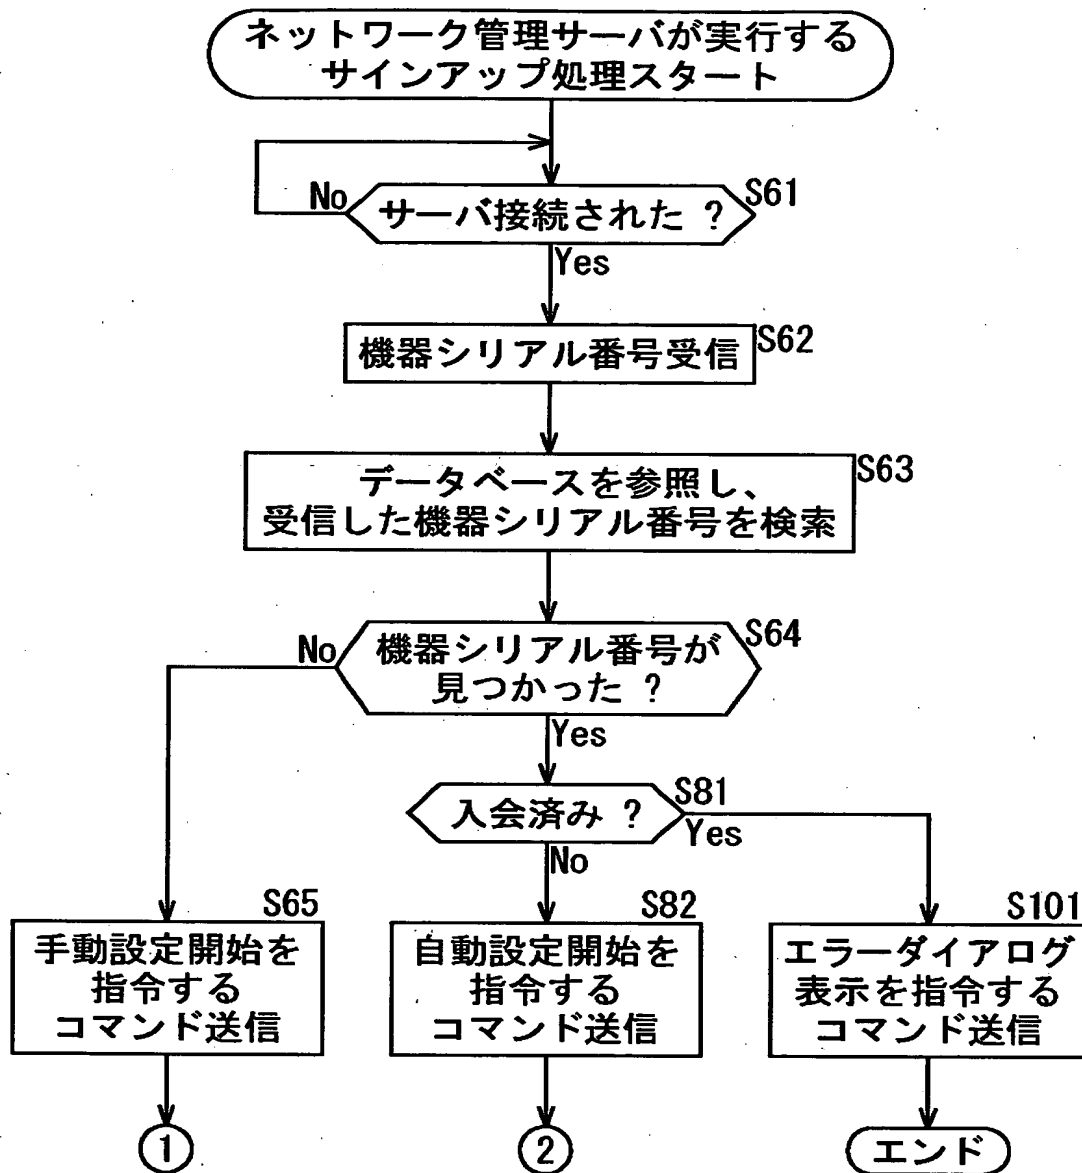 ネットワーク管理サーバが実行する
サインアップ処理スタート
No
サーバ接続された ?
S61
Yes
機器シリアル番号受信
S62
データベースを参照し、
受信した機器シリアル番号を検索
S63
No
機器シリアル番号が
見つかった ?
S64
Yes
入会済み ?
S81
Yes
No
S65
手動設定開始を
指令する
コマンド送信
S82
自動設定開始を
指令する
コマンド送信
S101
エラーダイアログ
表示を指令する
コマンド送信
1
2
エンド